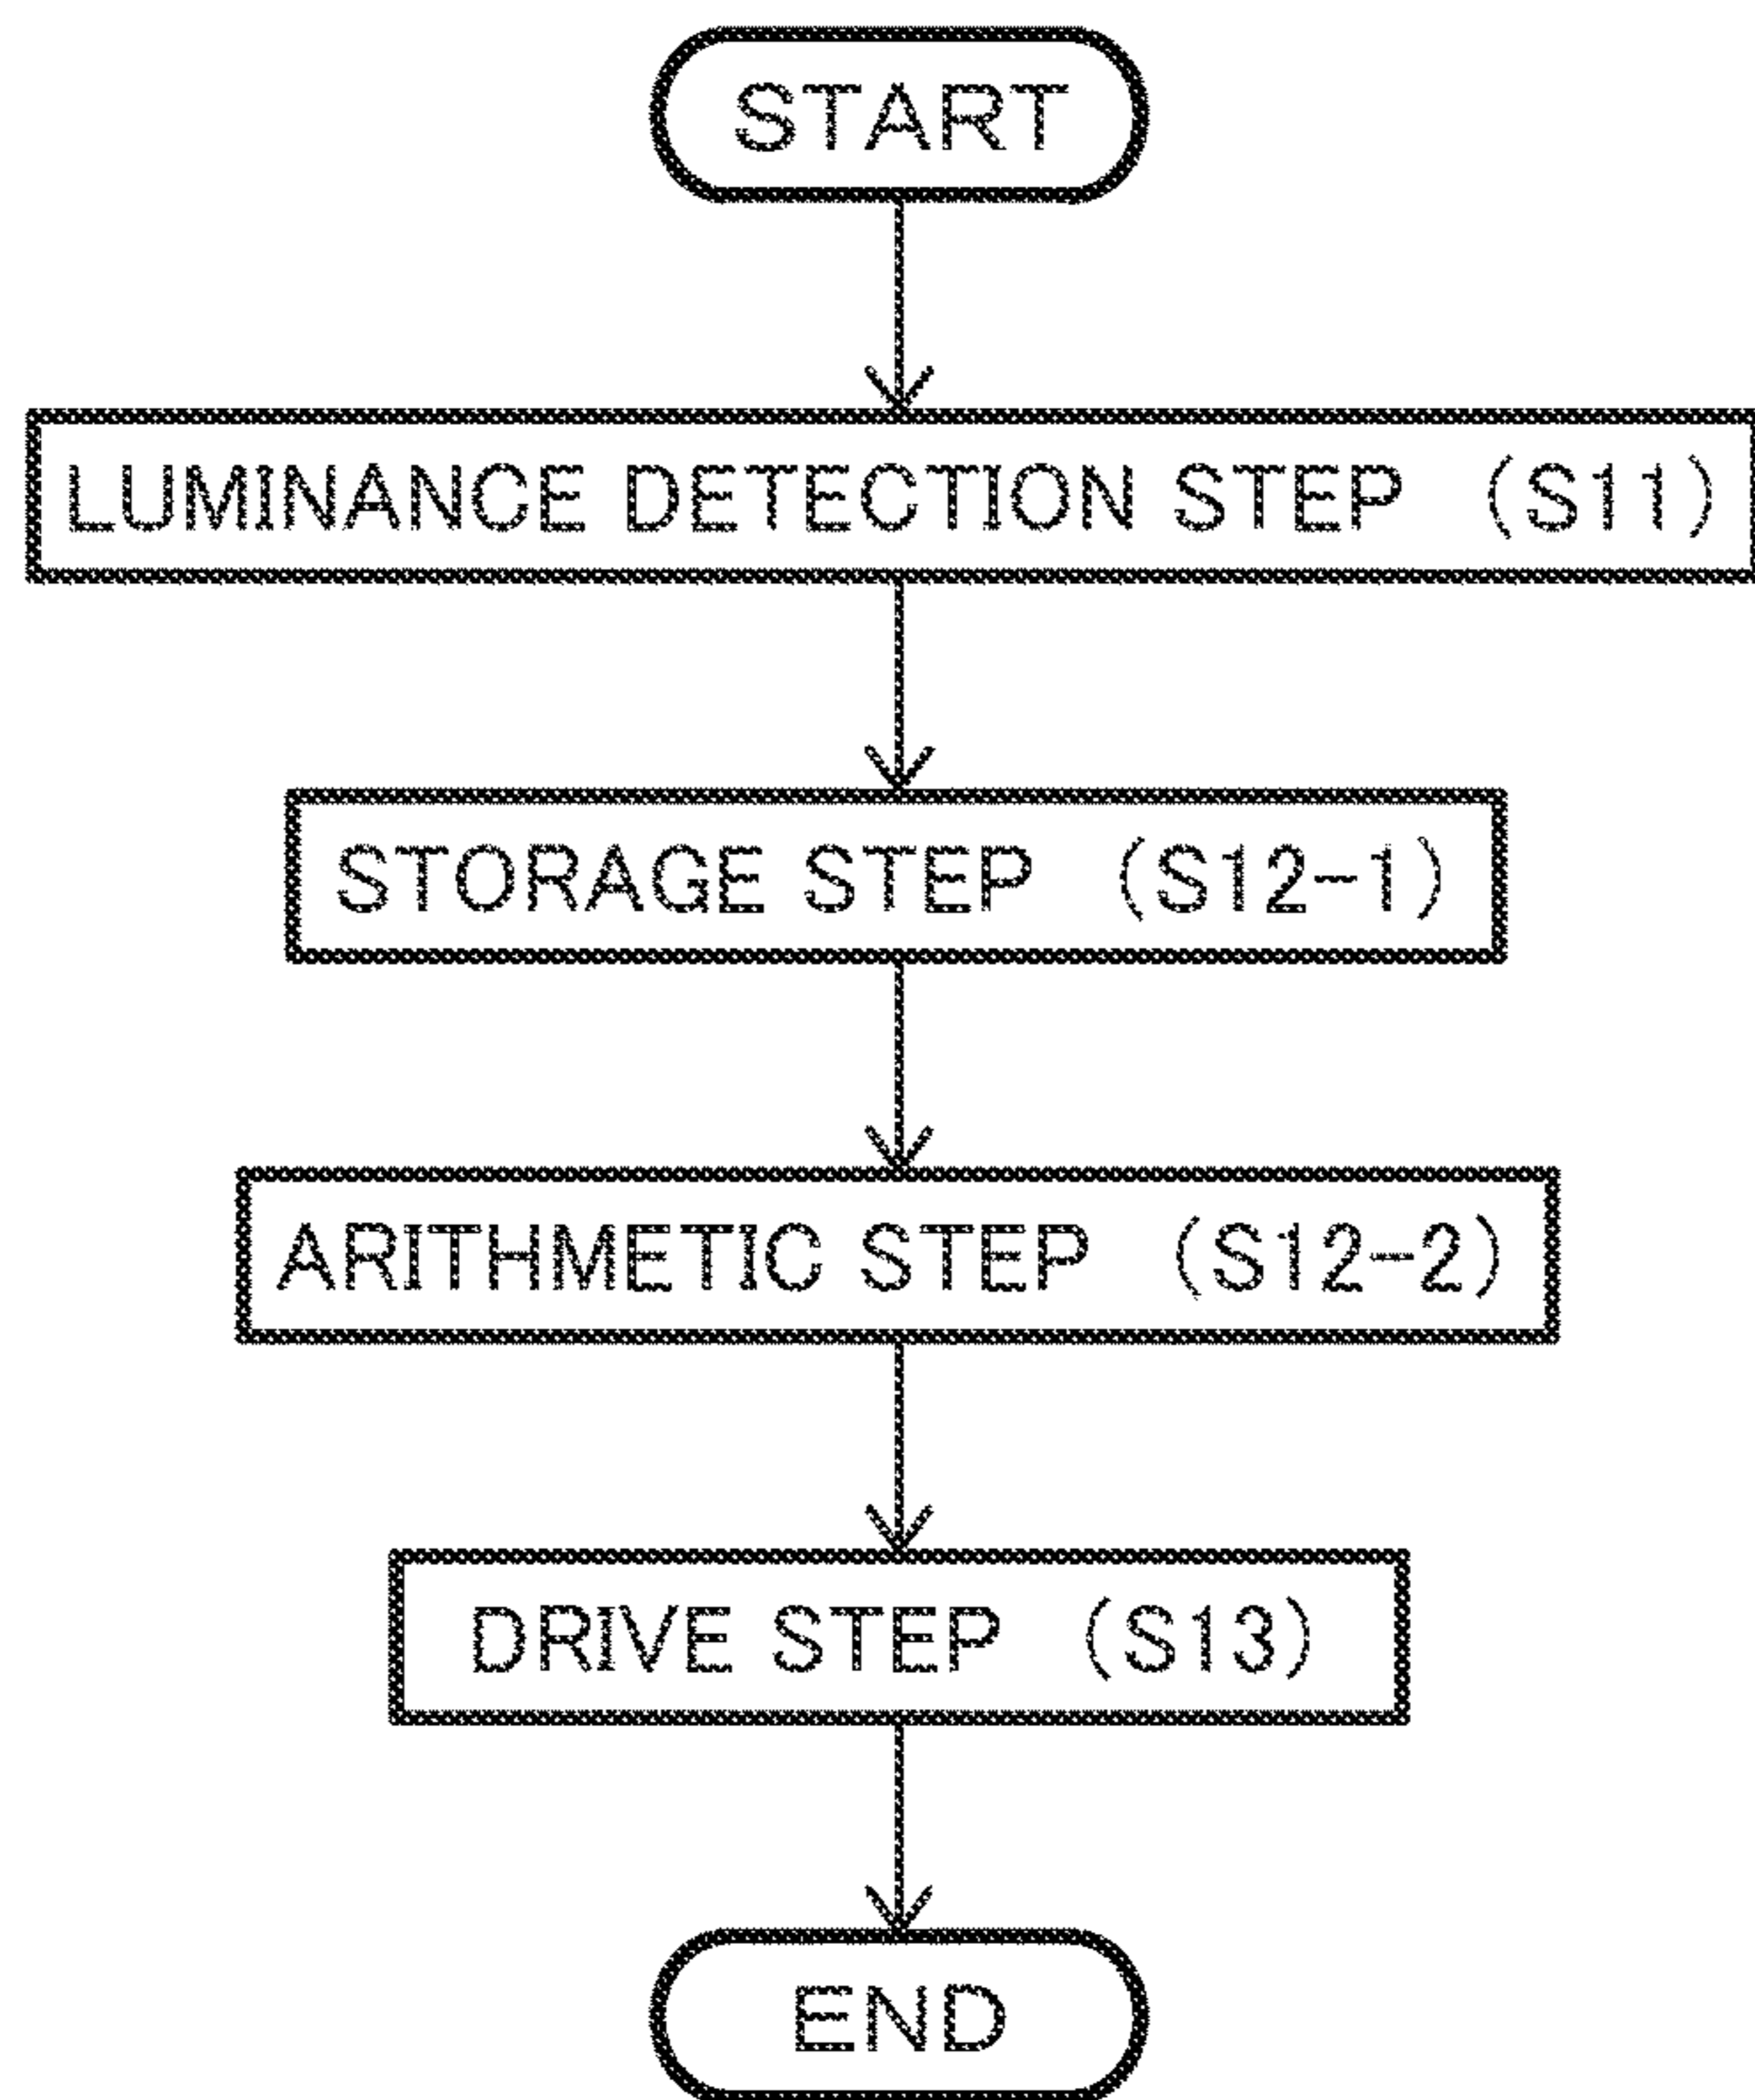 START
LUMINANCE DETECTION STEP (S11)
STORAGE STEP (S12-1)
ARITHMETIC STEP (S12-2)
DRIVE STEP (S13)
END